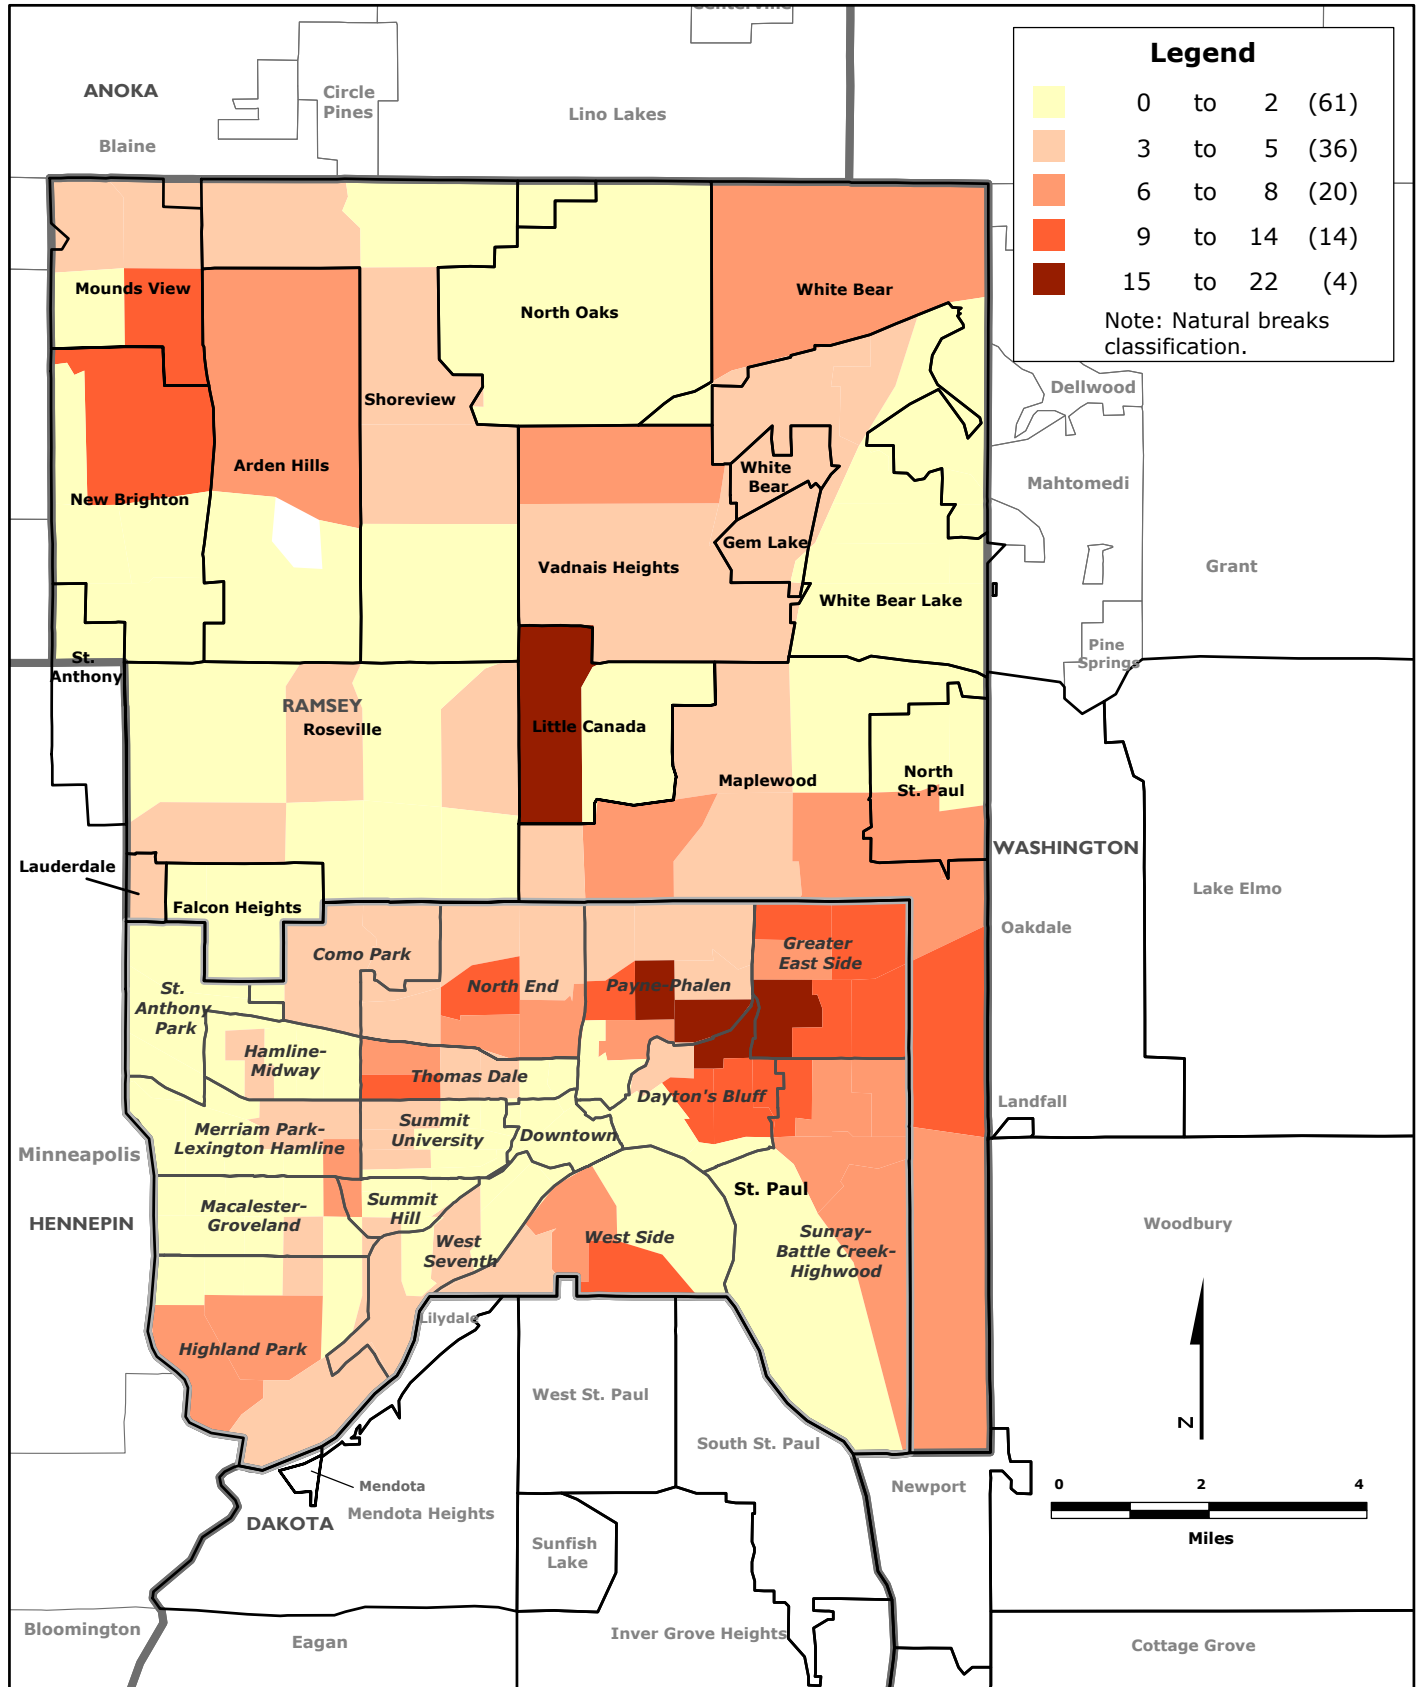 Centerville
Legend
0 to 2 (61)
3 to 5 (36)
6 to 8 (20)
9 to 14 (14)
15 to 22 (4)
Note: Natural breaks
classification.
ANOKA
Circle
Pines
Lino Lakes
Blaine
Mounds View
North Oaks
White Bear
Shoreview
Dellwood
Arden Hills
White
Bear
Mahtomedi
New Brighton
Gem Lake
Vadnais Heights
Grant
White Bear Lake
St.
Anthony
Pine
Springs
RAMSEY
Roseville
Little Canada
Maplewood
North
St. Paul
WASHINGTON
Lauderdale
Lake Elmo
Falcon Heights
Oakdale
Como Park
Greater
East Side
North End
Payne-Phalen
St.
Anthony
Park
Hamline-
Midway
Thomas Dale
Dayton's Bluff
Landfall
Merriam Park-
Lexington Hamline
Summit
University
Downtown
Minneapolis
St. Paul
HENNEPIN
Macalester-
Groveland
Summit
Hill
West
Seventh
West Side
Sunray-
Battle Creek-
Highwood
Woodbury
Lilydale
Highland Park
West St. Paul
South St. Paul
N
Mendota
Newport
0 2 4
Miles
DAKOTA
Mendota Heights
Sunfish
Lake
Bloomington
Eagan
Inver Grove Heights
Cottage Grove